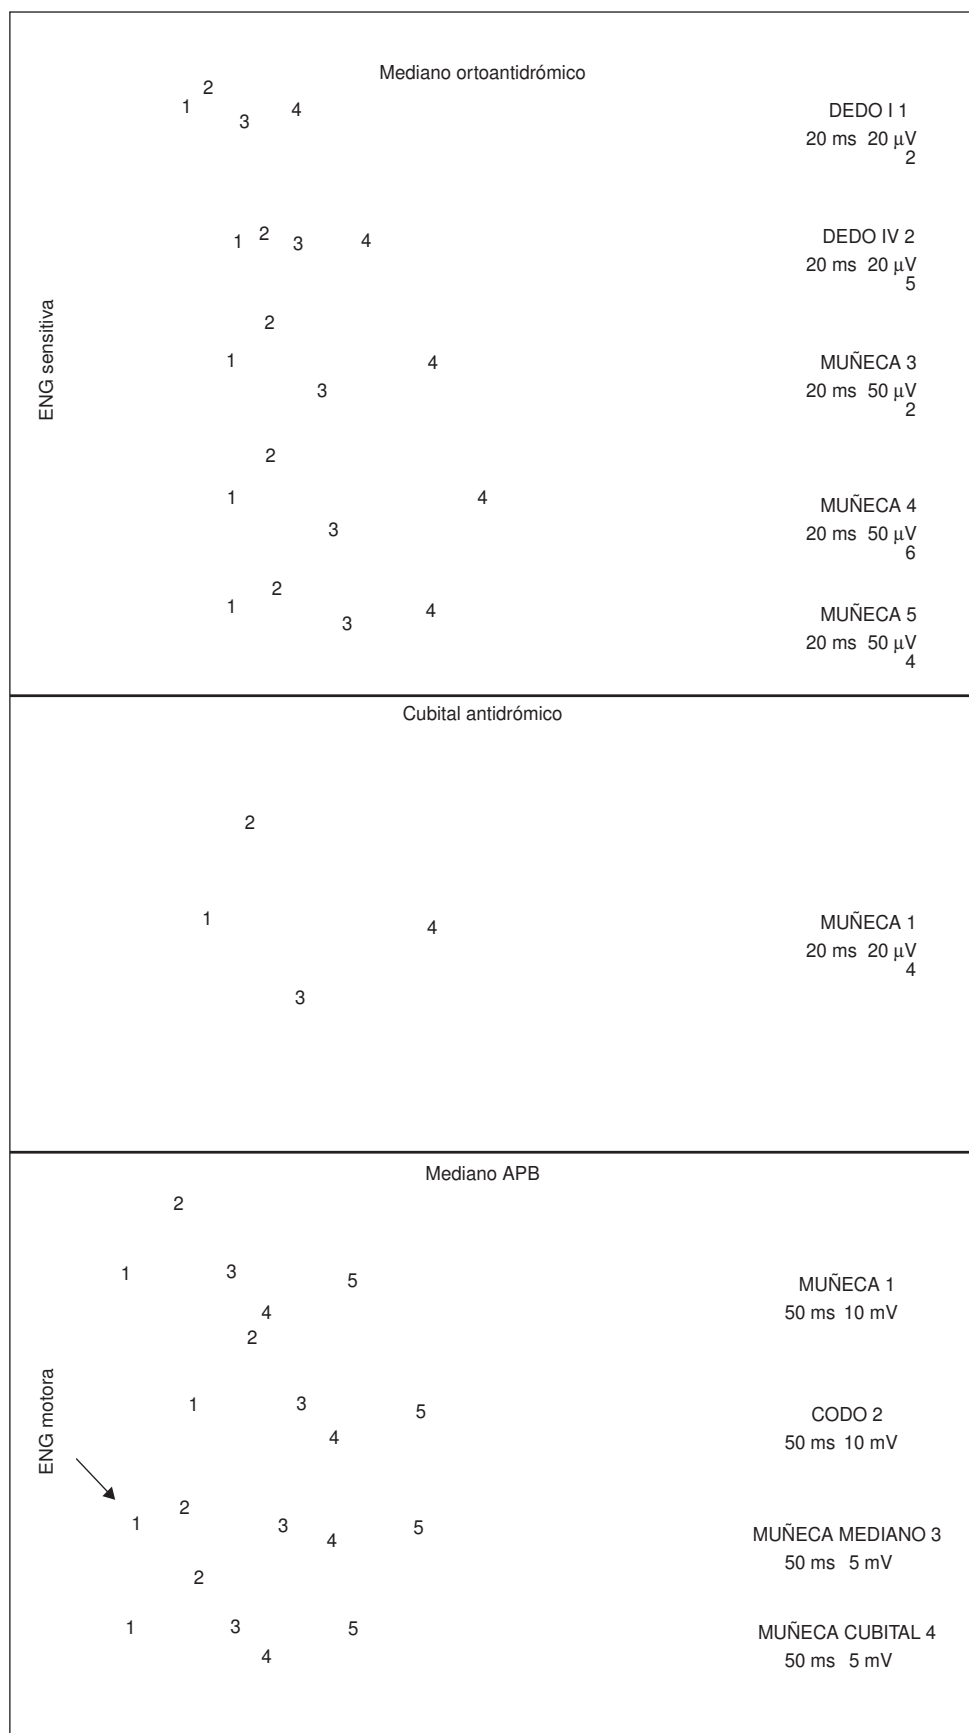 Mediano ortoantidrómico
2
1 4
3
DEDO I 1
20 ms 20 µV
2
1 2 3 4
DEDO IV 2
20 ms 20 µV
5
ENG sensitiva
2
1 4
3
MUÑECA 3
20 ms 50 µV
2
2
1 4
3
MUÑECA 4
20 ms 50 µV
6
2
1 4
3
MUÑECA 5
20 ms 50 µV
4
Cubital antidrómico
2
1 4
3
MUÑECA 1
20 ms 20 µV
4
Mediano APB
2
1 3 5
4
MUÑECA 1
50 ms 10 mV
2
1 3 5
4
CODO 2
50 ms 10 mV
ENG motora
2
1 3 5
4
MUÑECA MEDIANO 3
50 ms 5 mV
2
1 3 5
4
MUÑECA CUBITAL 4
50 ms 5 mV